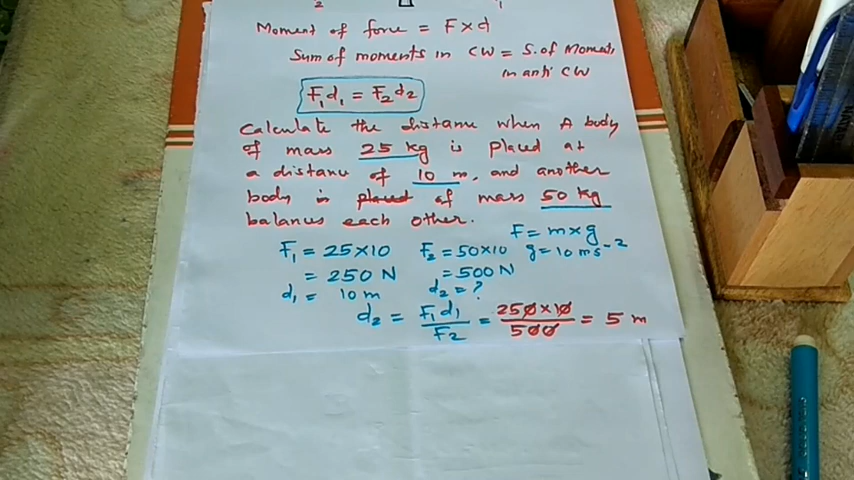 2 1
Moment of force = F×d
Sum of moments in CW = S. of Moments
in anti CW
F₁d₁ = F₂d₂
Calculate the distance when A body
of mass 25 kg is placed at
a distance of 10 m, and another
body is placed of mass 50 kg
balances each other.
F = m×g
F₁ = 25×10 F₂ = 50×10 g = 10 ms⁻²
= 250 N = 500 N
d₁ = 10 m d₂ = ?
d₂ = F₁d₁/F₂ = 250×10/500 = 5 m